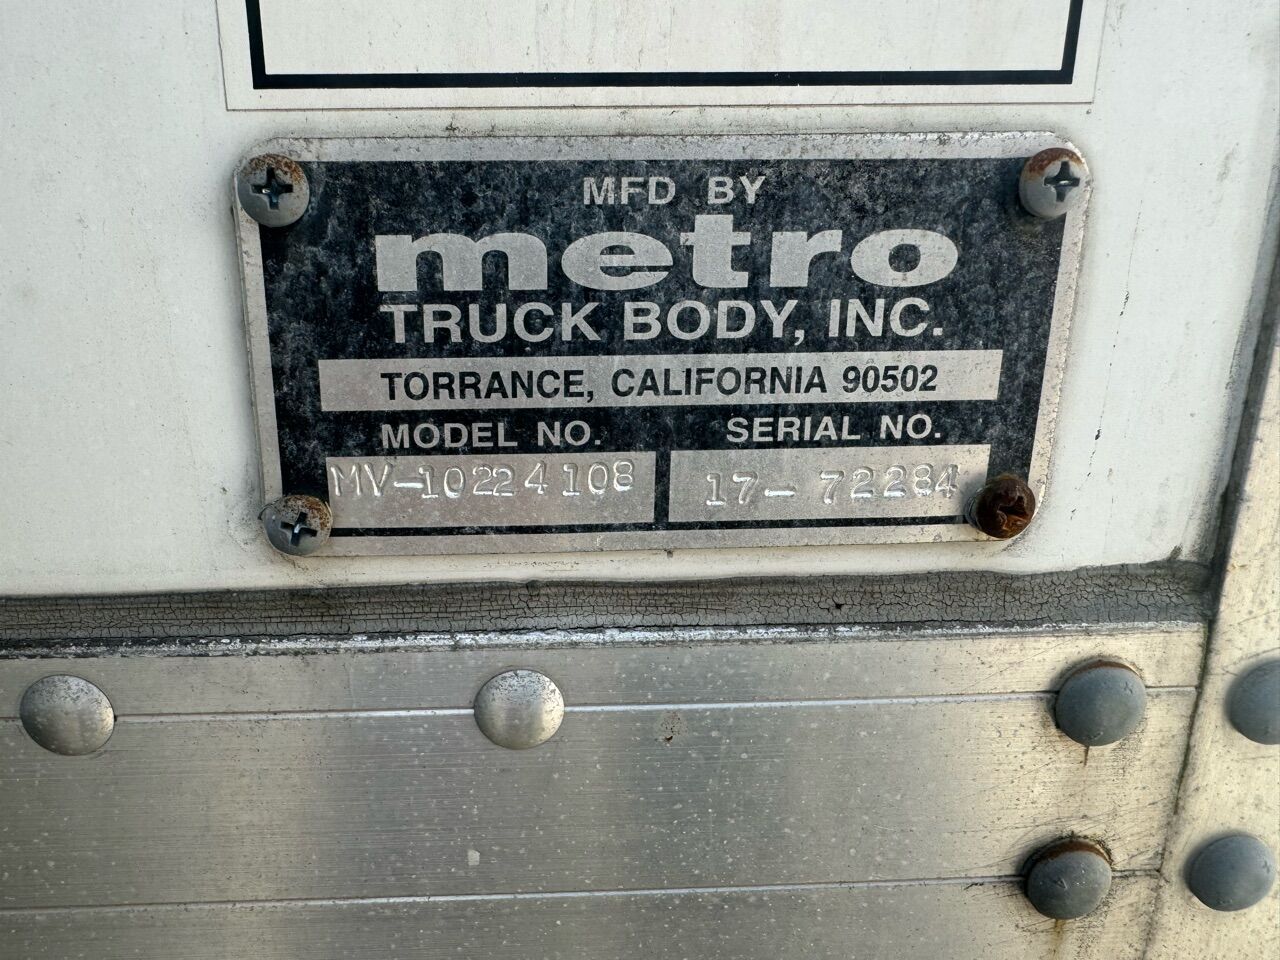 MFD BY
metro
TRUCK BODY, INC.
TORRANCE, CALIFORNIA 90502
MODEL NO. SERIAL NO.
MV-10224108 17-72284